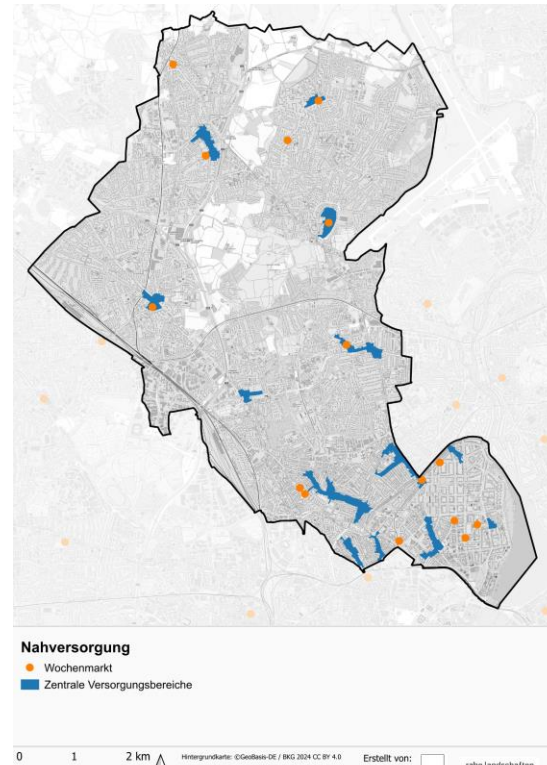 Nahversorgung
Wochenmarkt
Zentrale Versorgungsbereiche
0 1 2 km
Hintergrundkarte: ©GeoBasis-DE / BKG 2024 CC BY 4.0
Erstellt von: